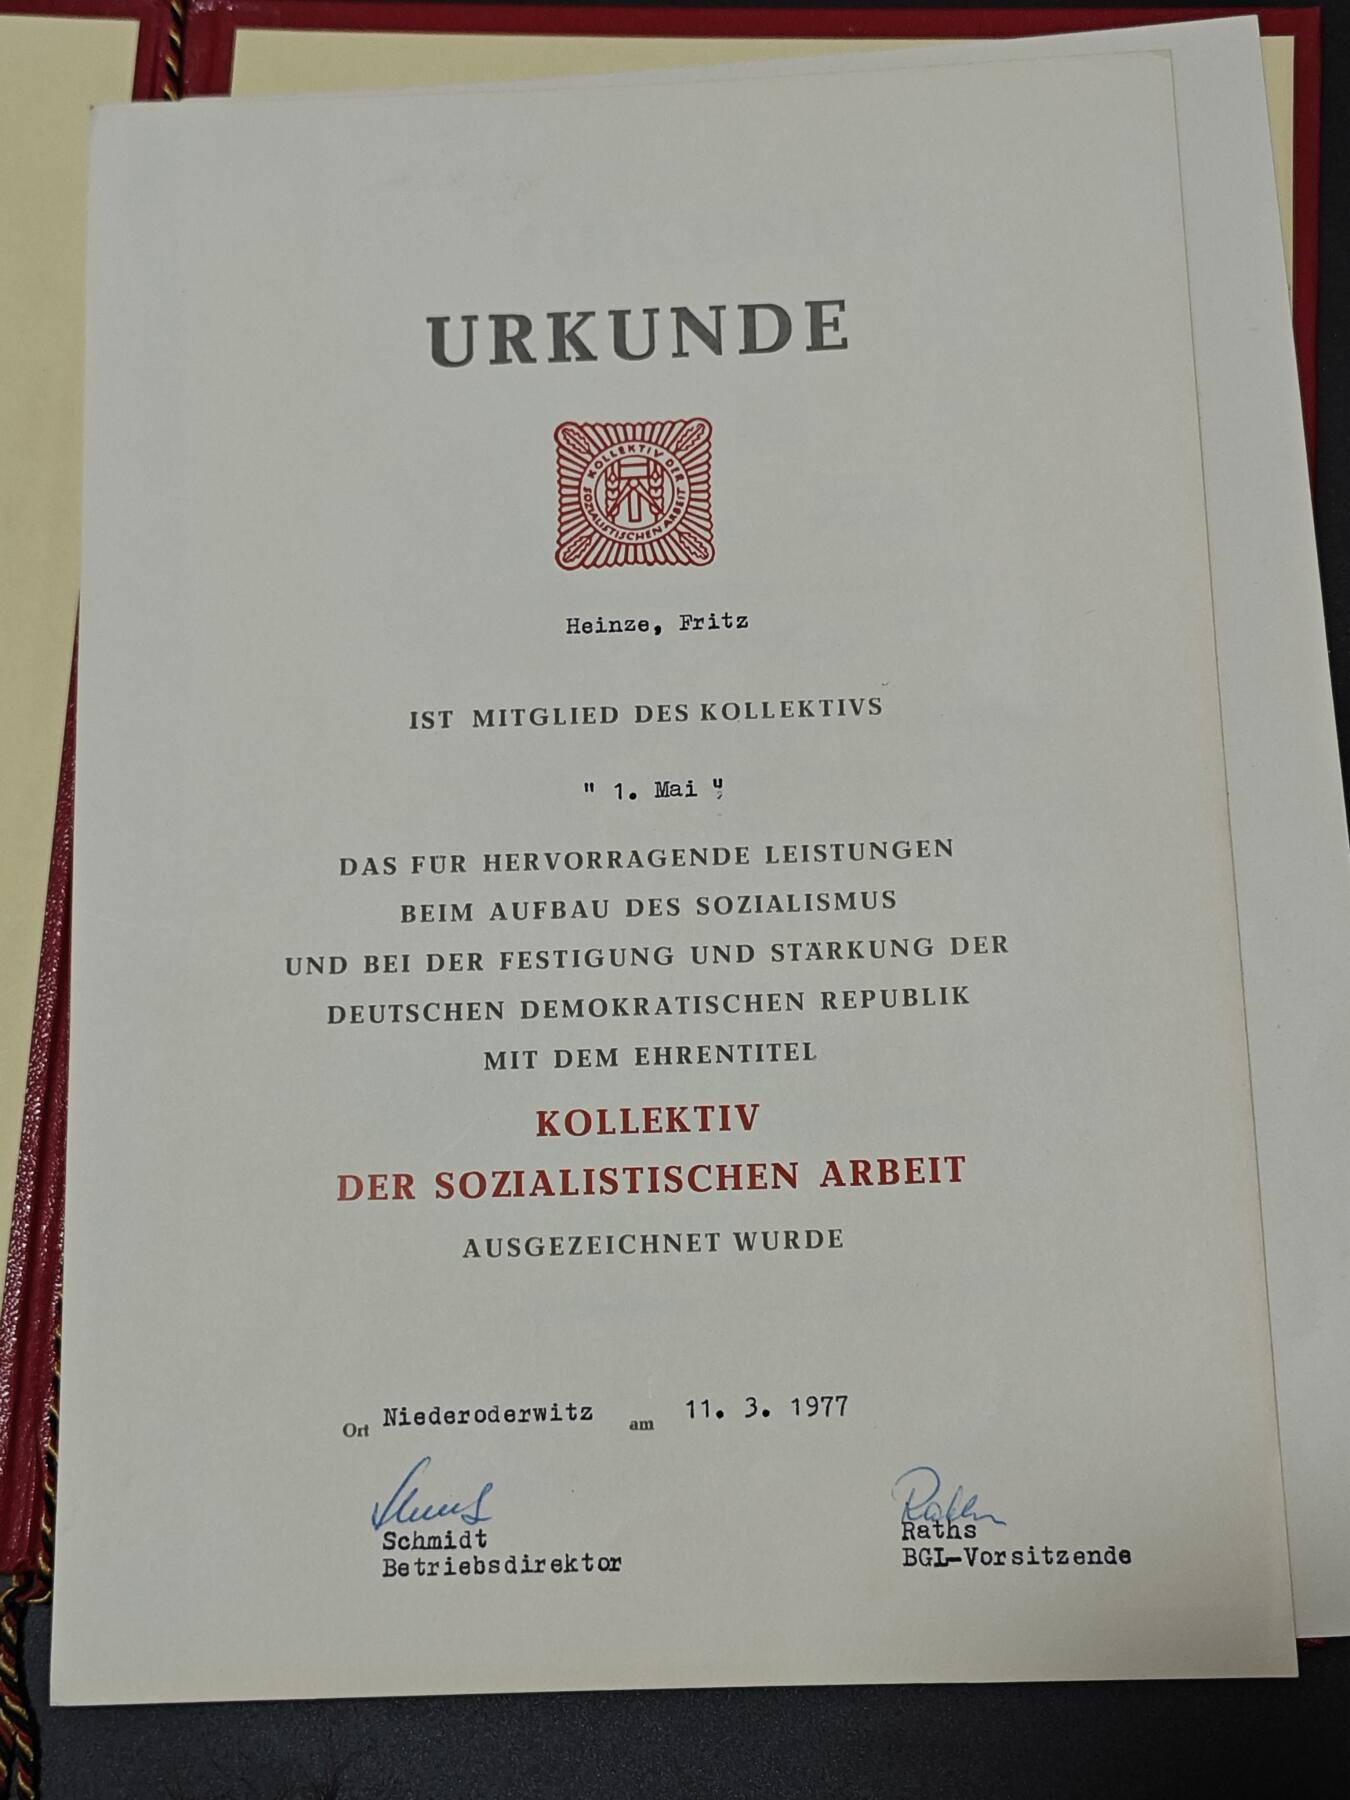 URKUNDE
KOLLEKTIV DER
SOZIALISTISCHEN ARBEIT
Heinze, Fritz
IST MITGLIED DES KOLLEKTIVS
" 1. Mai "
DAS FÜR HERVORRAGENDE LEISTUNGEN
BEIM AUFBAU DES SOZIALISMUS
UND BEI DER FESTIGUNG UND STÄRKUNG DER
DEUTSCHEN DEMOKRATISCHEN REPUBLIK
MIT DEM EHRENTITEL
KOLLEKTIV
DER SOZIALISTISCHEN ARBEIT
AUSGEZEICHNET WURDE
Ort Niederoderwitz am 11. 3. 1977
Schmidt Raths
Betriebsdirektor BGL-Vorsitzende